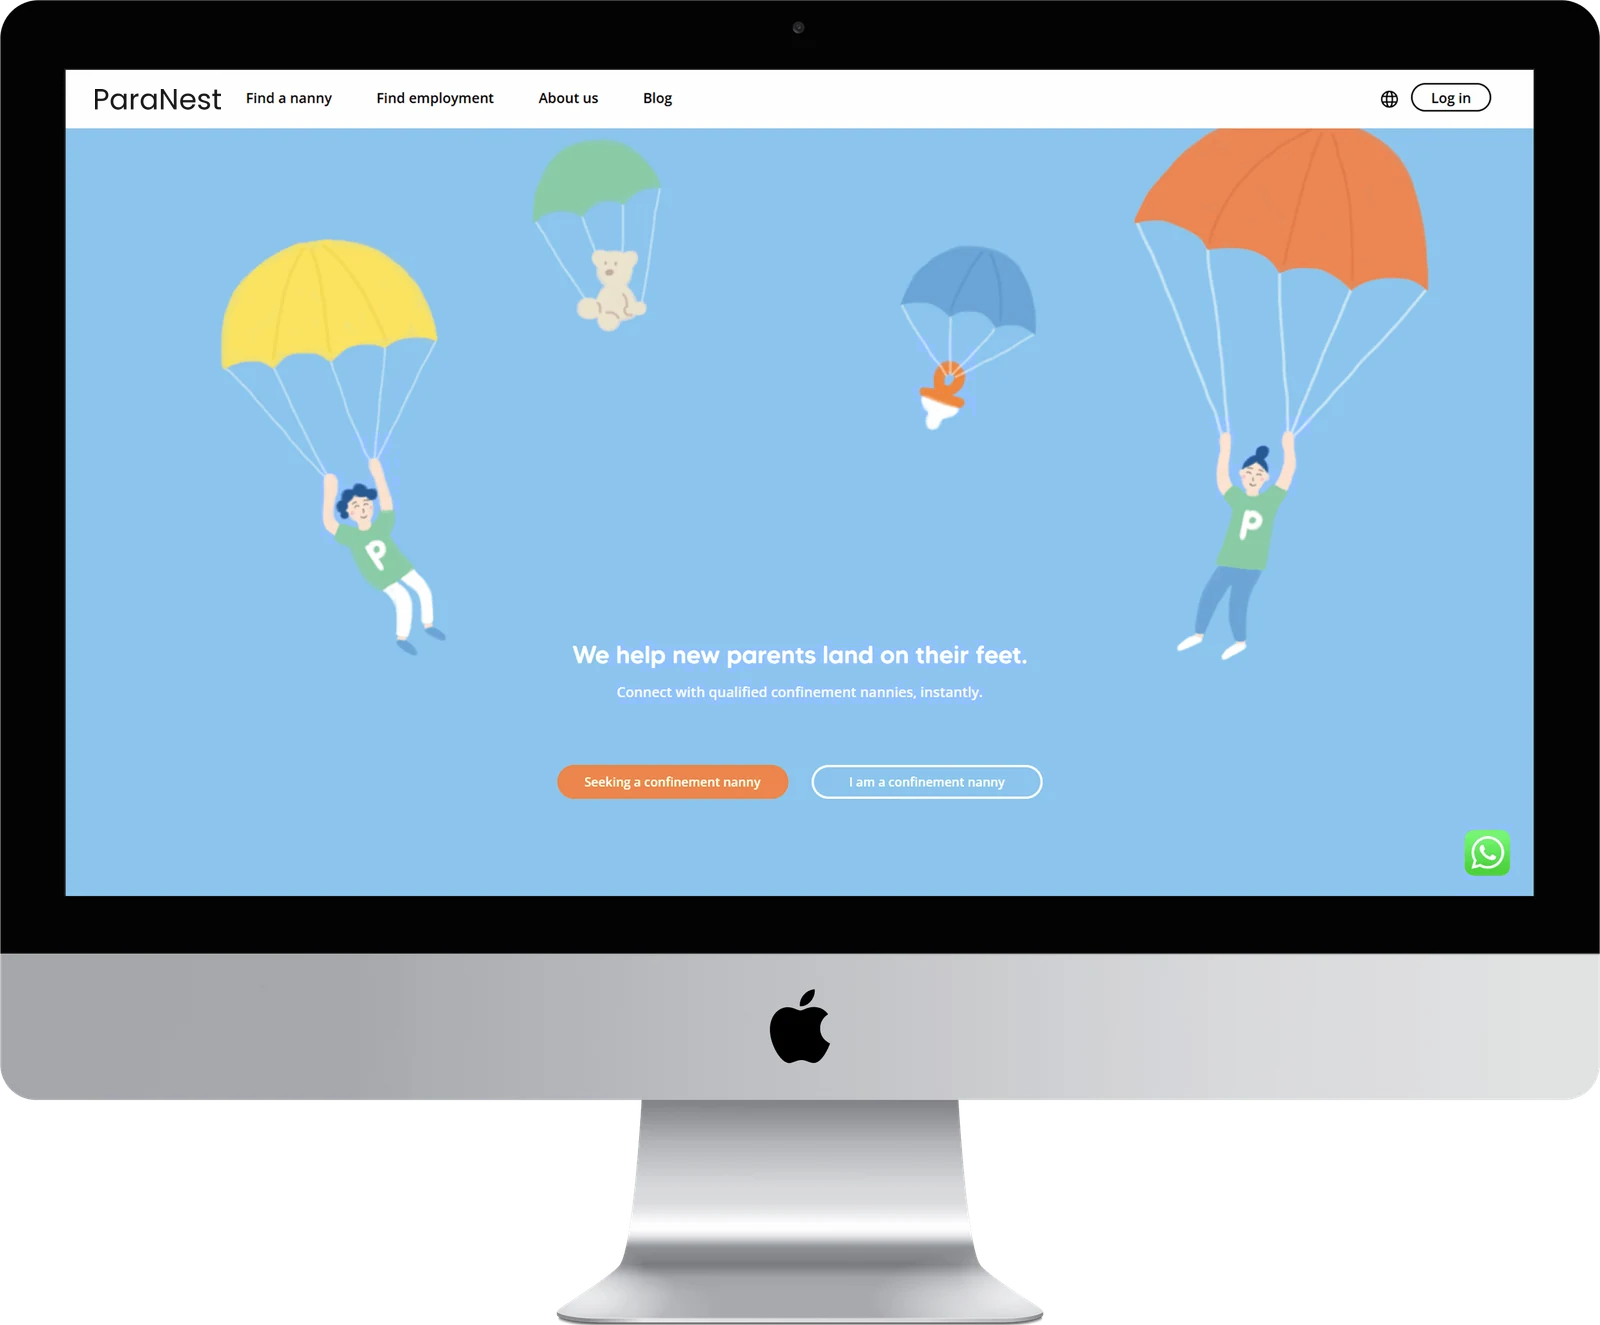 ParaNest Find a nanny Find employment About us Blog Log in
P
P
We help new parents land on their feet.
Connect with qualified confinement nannies, instantly.
Seeking a confinement nanny I am a confinement nanny